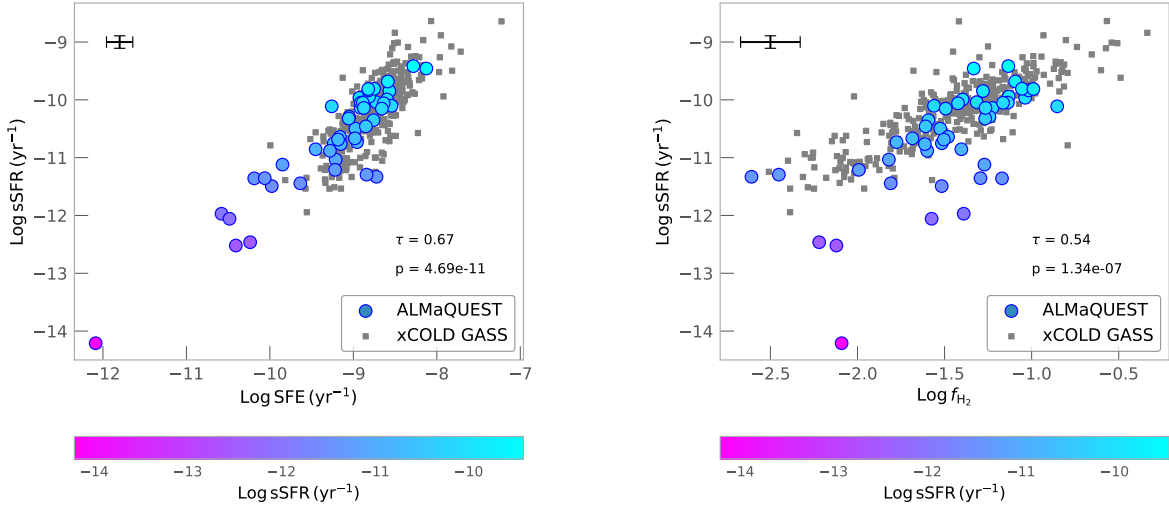 −9
−10
−11
−12
−13
−14
Log sSFR (yr⁻¹)
τ = 0.67
p = 4.69e-11
ALMaQUEST
xCOLD GASS
−12 −11 −10 −9 −8 −7
Log SFE (yr⁻¹)
−14 −13 −12 −11 −10
Log sSFR (yr⁻¹)
−9
−10
−11
−12
−13
−14
Log sSFR (yr⁻¹)
τ = 0.54
p = 1.34e-07
ALMaQUEST
xCOLD GASS
−2.5 −2.0 −1.5 −1.0 −0.5
Log f_H₂
−14 −13 −12 −11 −10
Log sSFR (yr⁻¹)